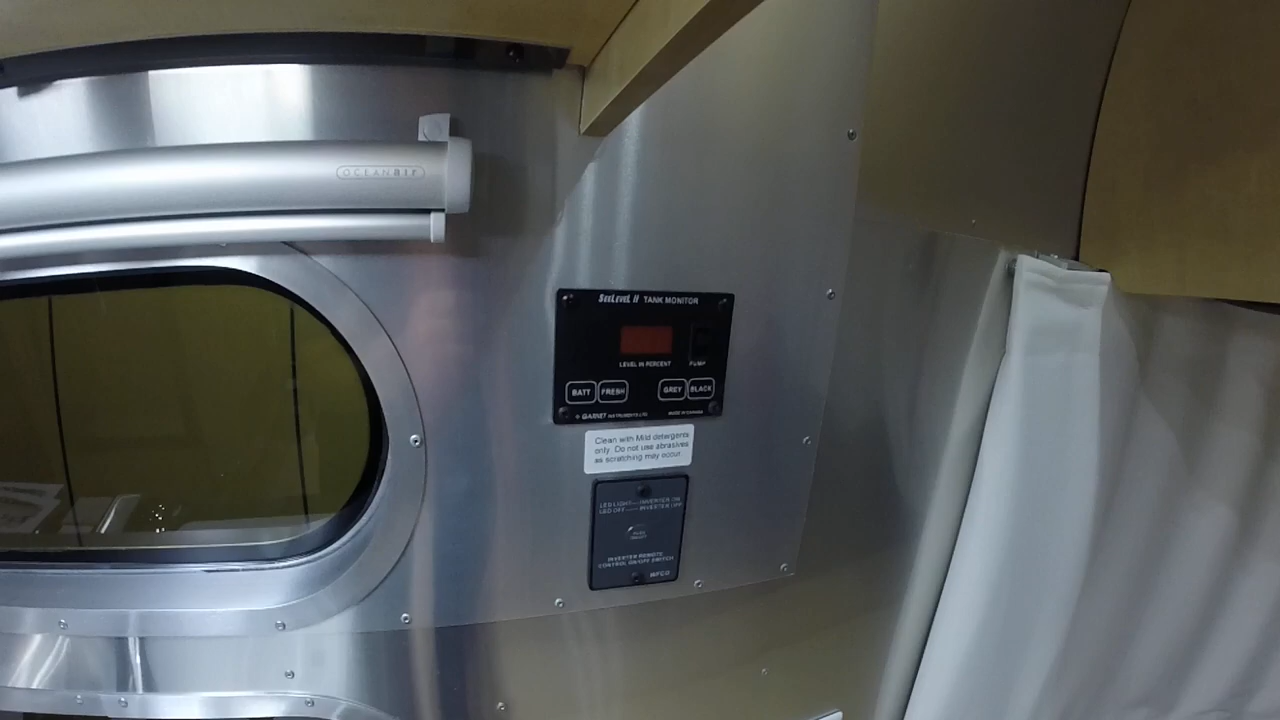 OCEANair
SeeLeveL II TANK MONITOR
LEVEL IN PERCENT
PUMP
BATT
FRESH
GREY
BLACK
GARNET INSTRUMENTS LTD.
MADE IN CANADA
Clean with Mild detergents
only. Do not use abrasives
as scratching may occur.
LED LIGHT----INVERTER ON
LED OFF-----INVERTER OFF
INVERTER REMOTE
CONTROL ON/OFF SWITCH
WFCO